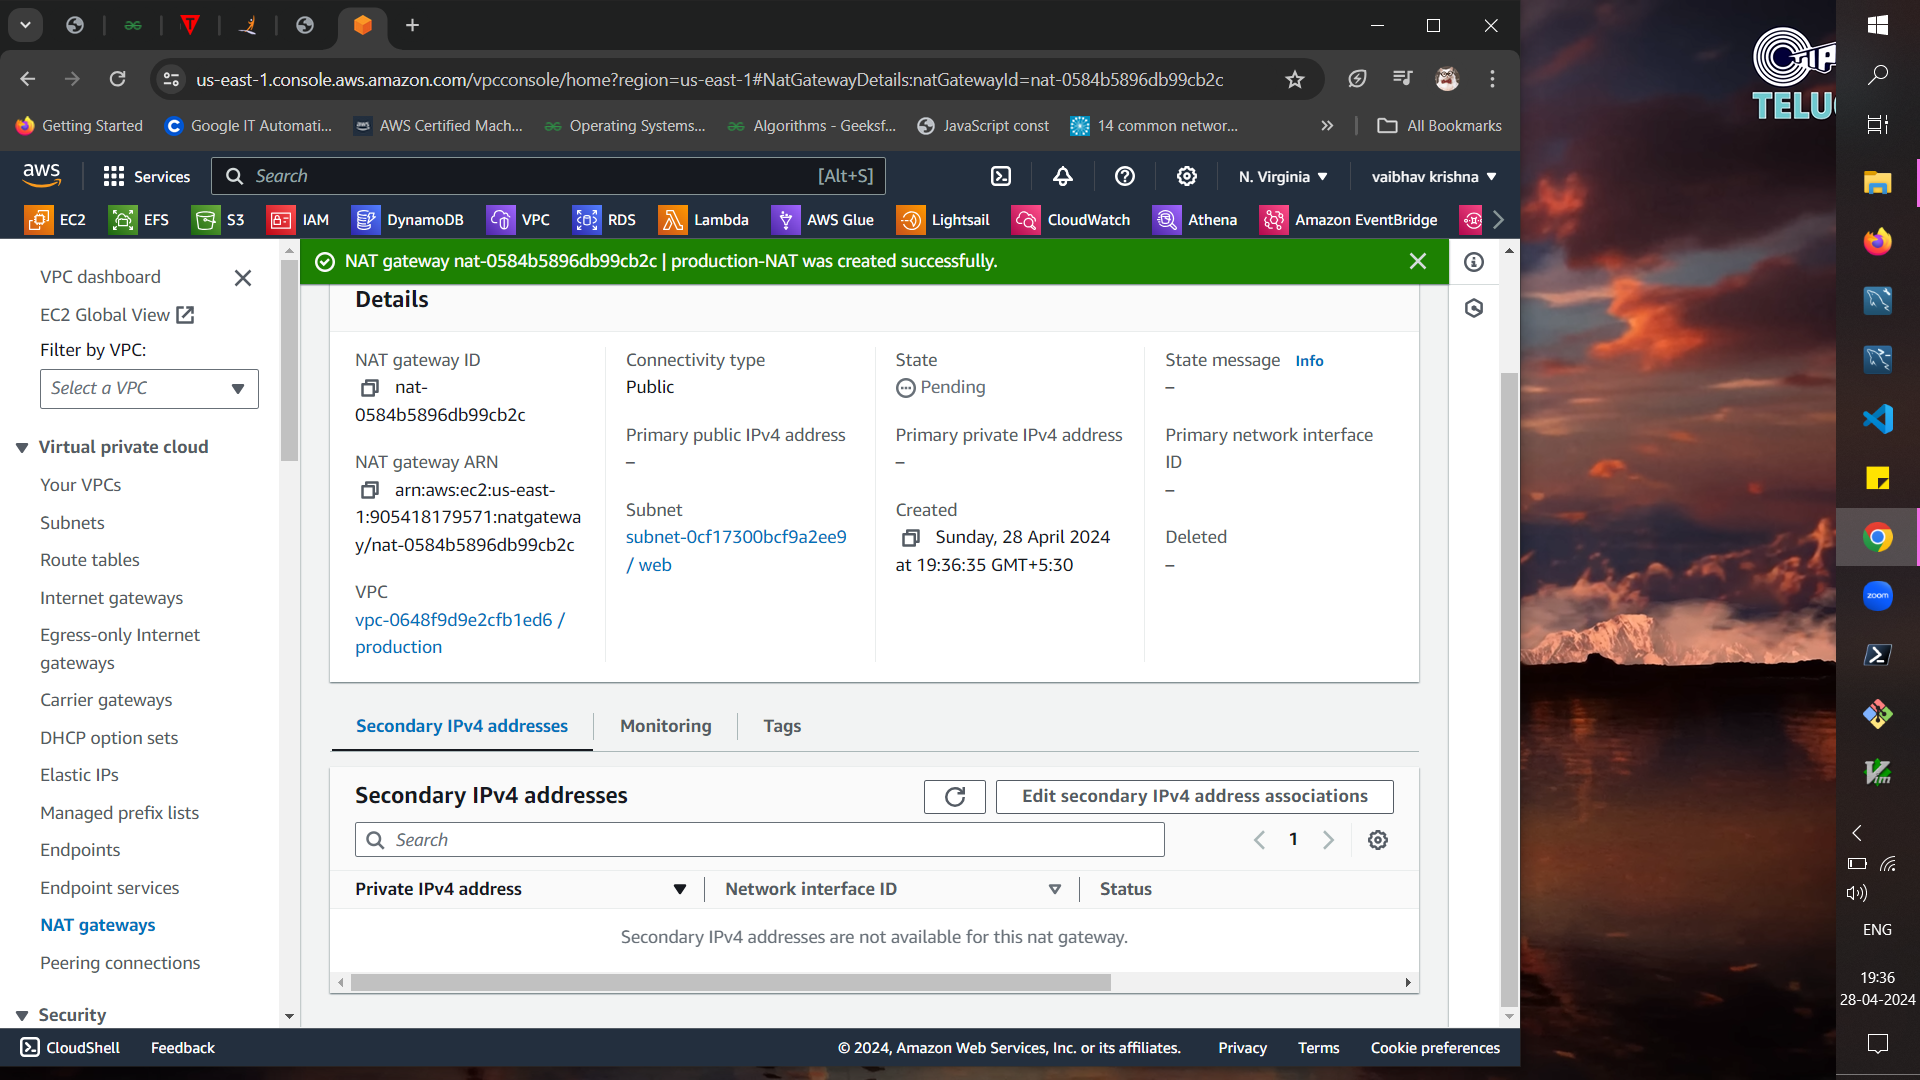 us-east-1.console.aws.amazon.com/vpcconsole/home?region=us-east-1#NatGatewayDetails:natGatewayId=nat-0584b5896db99cb2c
Getting Started
Google IT Automati...
AWS Certified Mach...
Operating Systems...
Algorithms - Geeksf...
JavaScript const
14 common networ...
All Bookmarks
aws
Services
Search
[Alt+S]
N. Virginia
vaibhav krishna
EC2
EFS
S3
IAM
DynamoDB
VPC
RDS
Lambda
AWS Glue
Lightsail
CloudWatch
Athena
Amazon EventBridge
VPC dashboard
EC2 Global View
Filter by VPC:
Select a VPC
Virtual private cloud
Your VPCs
Subnets
Route tables
Internet gateways
Egress-only Internet
gateways
Carrier gateways
DHCP option sets
Elastic IPs
Managed prefix lists
Endpoints
Endpoint services
NAT gateways
Peering connections
Security
NAT gateway nat-0584b5896db99cb2c | production-NAT was created successfully.
Details
NAT gateway ID
nat-
0584b5896db99cb2c
NAT gateway ARN
arn:aws:ec2:us-east-
1:905418179571:natgatewa
y/nat-0584b5896db99cb2c
VPC
vpc-0648f9d9e2cfb1ed6 /
production
Connectivity type
Public
Primary public IPv4 address
–
Subnet
subnet-0cf17300bcf9a2ee9
/ web
State
Pending
Primary private IPv4 address
–
Created
Sunday, 28 April 2024
at 19:36:35 GMT+5:30
State message Info
–
Primary network interface
ID
–
Deleted
–
Secondary IPv4 addresses
Monitoring
Tags
Secondary IPv4 addresses
Edit secondary IPv4 address associations
Search
1
Private IPv4 address
Network interface ID
Status
Secondary IPv4 addresses are not available for this nat gateway.
CloudShell
Feedback
© 2024, Amazon Web Services, Inc. or its affiliates.
Privacy
Terms
Cookie preferences
TELU
zoom
Vim
ENG
19:36
28-04-2024